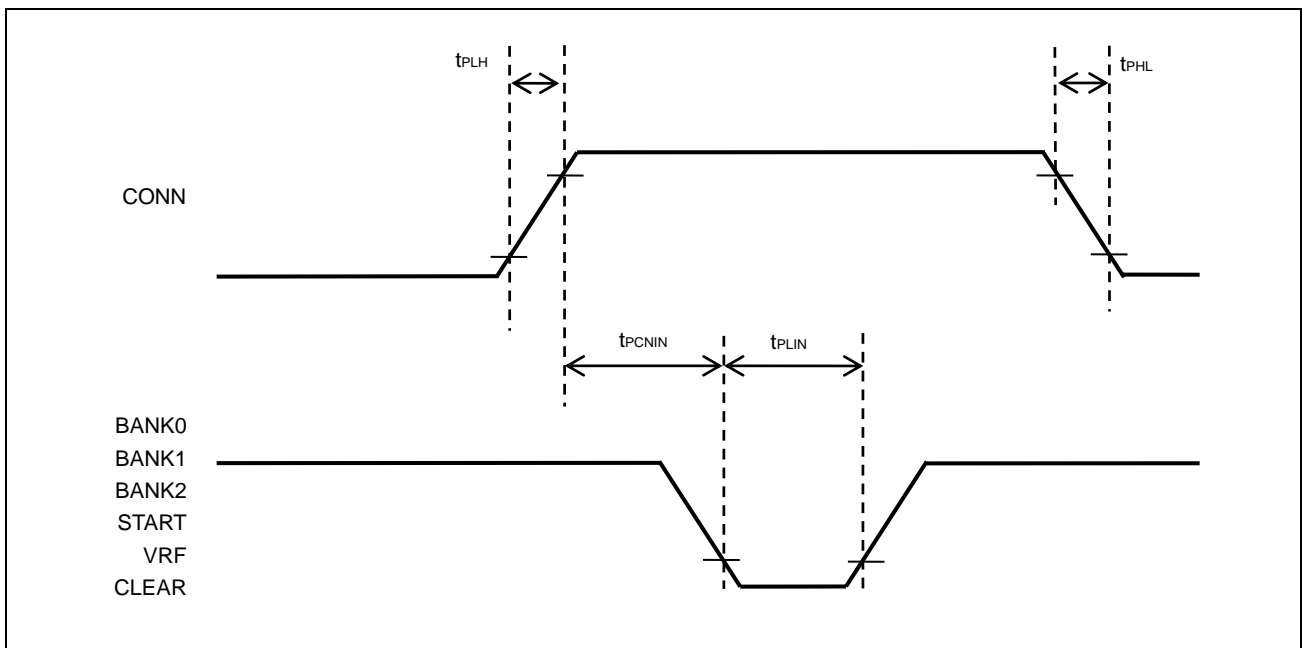 tPLH
tPHL
CONN
tPCNIN
tPLIN
BANK0
BANK1
BANK2
START
VRF
CLEAR